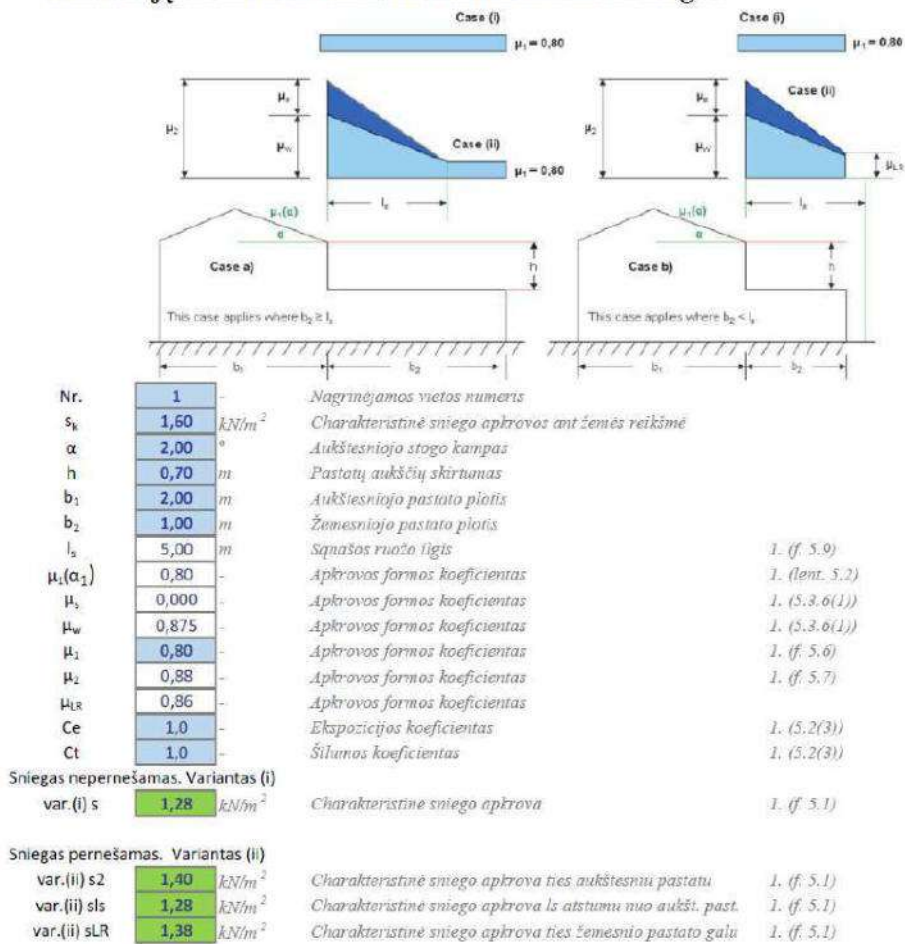 Case (i)
μ₁ = 0,80
μs
μ₂
μw
Case (ii)
μ₁ = 0,80
ls
μ₁(α)
α
Case a)
h
This case applies where b₂ ≥ ls
b₁
b₂
Case (i)
μ₁ = 0,80
μs
Case (ii)
μ₂
μw
μLR
ls
μ₁(α)
α
Case b)
h
This case applies where b₂ < ls
b₁
b₂
Nr. 1 - Nagrinėjamos vietos numeris
sk 1,60 kN/m² Charakteristinė sniego apkrovos ant žemės reikšmė
α 2,00 ° Aukštesniojo stogo kampas
h 0,70 m Pastatų aukščių skirtumas
b₁ 2,00 m Aukštesniojo pastato plotis
b₂ 1,00 m Žemesniojo pastato plotis
ls 5,00 m Sąnašos ruožo ilgis 1. (f. 5.9)
μ₁(α₁) 0,80 - Apkrovos formos koeficientas 1. (lent. 5.2)
μs 0,000 - Apkrovos formos koeficientas 1. (5.3.6(1))
μw 0,875 - Apkrovos formos koeficientas 1. (5.3.6(1))
μ₁ 0,80 - Apkrovos formos koeficientas 1. (f. 5.6)
μ₂ 0,88 - Apkrovos formos koeficientas 1. (f. 5.7)
μLR 0,86 - Apkrovos formos koeficientas
Ce 1,0 - Ekspozicijos koeficientas 1. (5.2(3))
Ct 1,0 - Šilumos koeficientas 1. (5.2(3))
Sniegas nepernešamas. Variantas (i)
var.(i) s 1,28 kN/m² Charakteristinė sniego apkrova 1. (f. 5.1)
Sniegas pernešamas. Variantas (ii)
var.(ii) s2 1,40 kN/m² Charakteristinė sniego apkrova ties aukštesniu pastatu 1. (f. 5.1)
var.(ii) sls 1,28 kN/m² Charakteristinė sniego apkrova ls atstumu nuo aukšt. past. 1. (f. 5.1)
var.(ii) sLR 1,38 kN/m² Charakteristinė sniego apkrova ties žemesnio pastato galu 1. (f. 5.1)